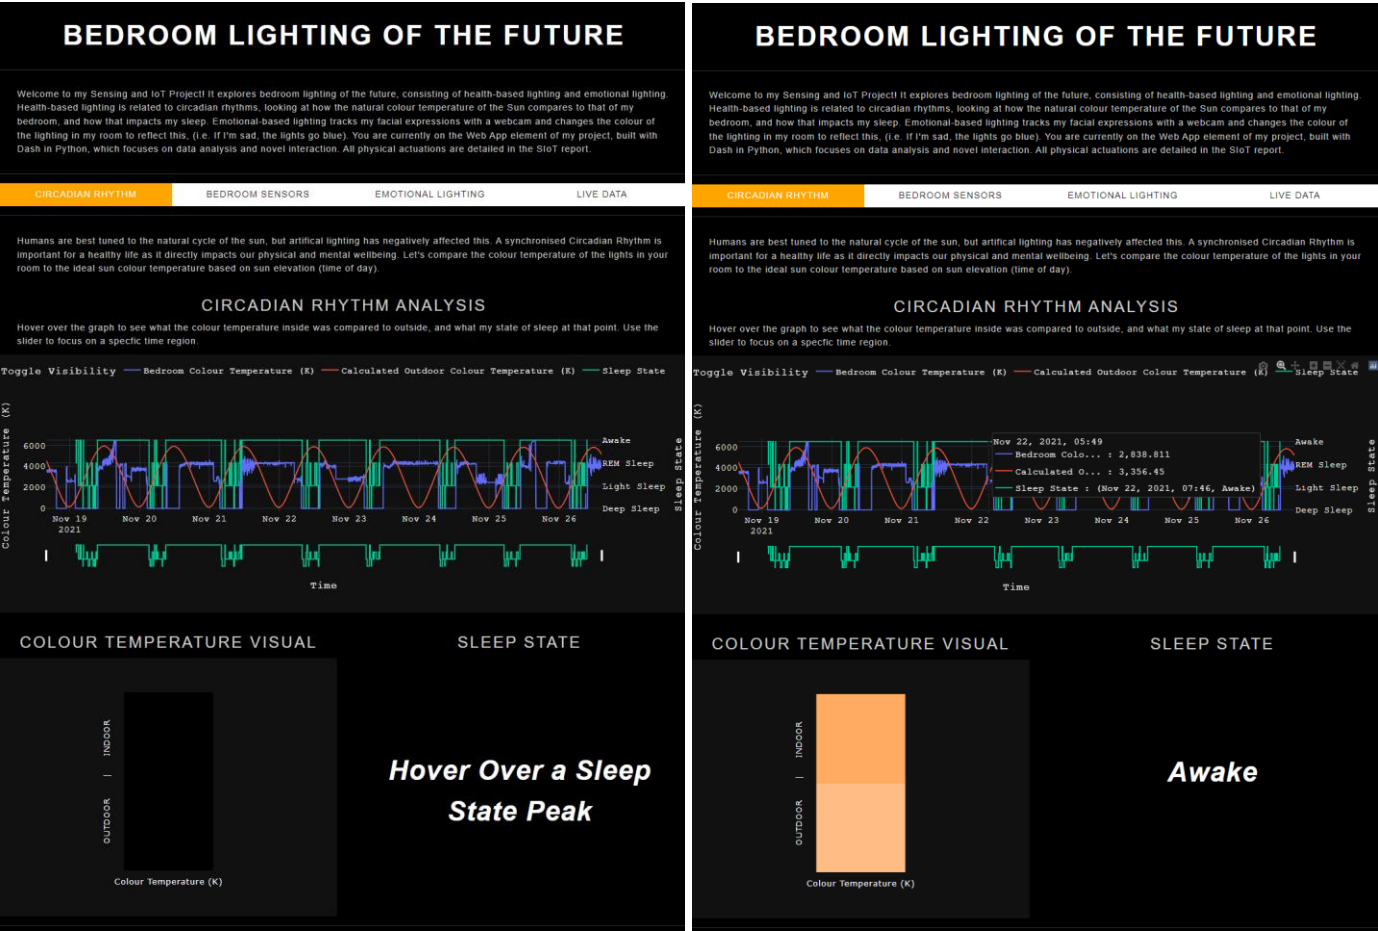 BEDROOM LIGHTING OF THE FUTURE
Welcome to my Sensing and IoT Project! It explores bedroom lighting of the future, consisting of health-based lighting and emotional lighting.
Health-based lighting is related to circadian rhythms, looking at how the natural colour temperature of the Sun compares to that of my
bedroom, and how that impacts my sleep. Emotional-based lighting tracks my facial expressions with a webcam and changes the colour of
the lighting in my room to reflect this, (i.e. If I'm sad, the lights go blue). You are currently on the Web App element of my project, built with
Dash in Python, which focuses on data analysis and novel interaction. All physical actuations are detailed in the SIoT report.
CIRCADIAN RHYTHM BEDROOM SENSORS EMOTIONAL LIGHTING LIVE DATA
Humans are best tuned to the natural cycle of the sun, but artifical lighting has negatively affected this. A synchronised Circadian Rhythm is
important for a healthy life as it directly impacts our physical and mental wellbeing. Let's compare the colour temperature of the lights in your
room to the ideal sun colour temperature based on sun elevation (time of day).
CIRCADIAN RHYTHM ANALYSIS
Hover over the graph to see what the colour temperature inside was compared to outside, and what my state of sleep at that point. Use the
slider to focus on a specfic time region.
Toggle Visibility Bedroom Colour Temperature (K) Calculated Outdoor Colour Temperature (K) Sleep State
Colour Temperature (K)
6000
4000
2000
0
Awake
REM Sleep
Light Sleep
Deep Sleep
Sleep State
Nov 19 Nov 20 Nov 21 Nov 22 Nov 23 Nov 24 Nov 25 Nov 26
2021
Time
COLOUR TEMPERATURE VISUAL
OUTDOOR | INDOOR
Colour Temperature (K)
SLEEP STATE
Hover Over a Sleep
State Peak
BEDROOM LIGHTING OF THE FUTURE
Welcome to my Sensing and IoT Project! It explores bedroom lighting of the future, consisting of health-based lighting and emotional lighting.
Health-based lighting is related to circadian rhythms, looking at how the natural colour temperature of the Sun compares to that of my
bedroom, and how that impacts my sleep. Emotional-based lighting tracks my facial expressions with a webcam and changes the colour of
the lighting in my room to reflect this, (i.e. If I'm sad, the lights go blue). You are currently on the Web App element of my project, built with
Dash in Python, which focuses on data analysis and novel interaction. All physical actuations are detailed in the SIoT report.
CIRCADIAN RHYTHM BEDROOM SENSORS EMOTIONAL LIGHTING LIVE DATA
Humans are best tuned to the natural cycle of the sun, but artifical lighting has negatively affected this. A synchronised Circadian Rhythm is
important for a healthy life as it directly impacts our physical and mental wellbeing. Let's compare the colour temperature of the lights in your
room to the ideal sun colour temperature based on sun elevation (time of day).
CIRCADIAN RHYTHM ANALYSIS
Hover over the graph to see what the colour temperature inside was compared to outside, and what my state of sleep at that point. Use the
slider to focus on a specfic time region.
Toggle Visibility Bedroom Colour Temperature (K) Calculated Outdoor Colour Temperature (K) Sleep State
Colour Temperature (K)
6000
4000
2000
0
Nov 22, 2021, 05:49
Bedroom Colo... : 2,838.811
Calculated O... : 3,356.45
Sleep State : (Nov 22, 2021, 07:46, Awake)
Awake
REM Sleep
Light Sleep
Deep Sleep
Sleep State
Nov 19 Nov 20 Nov 21 Nov 22 Nov 23 Nov 24 Nov 25 Nov 26
2021
Time
COLOUR TEMPERATURE VISUAL
OUTDOOR | INDOOR
Colour Temperature (K)
SLEEP STATE
Awake